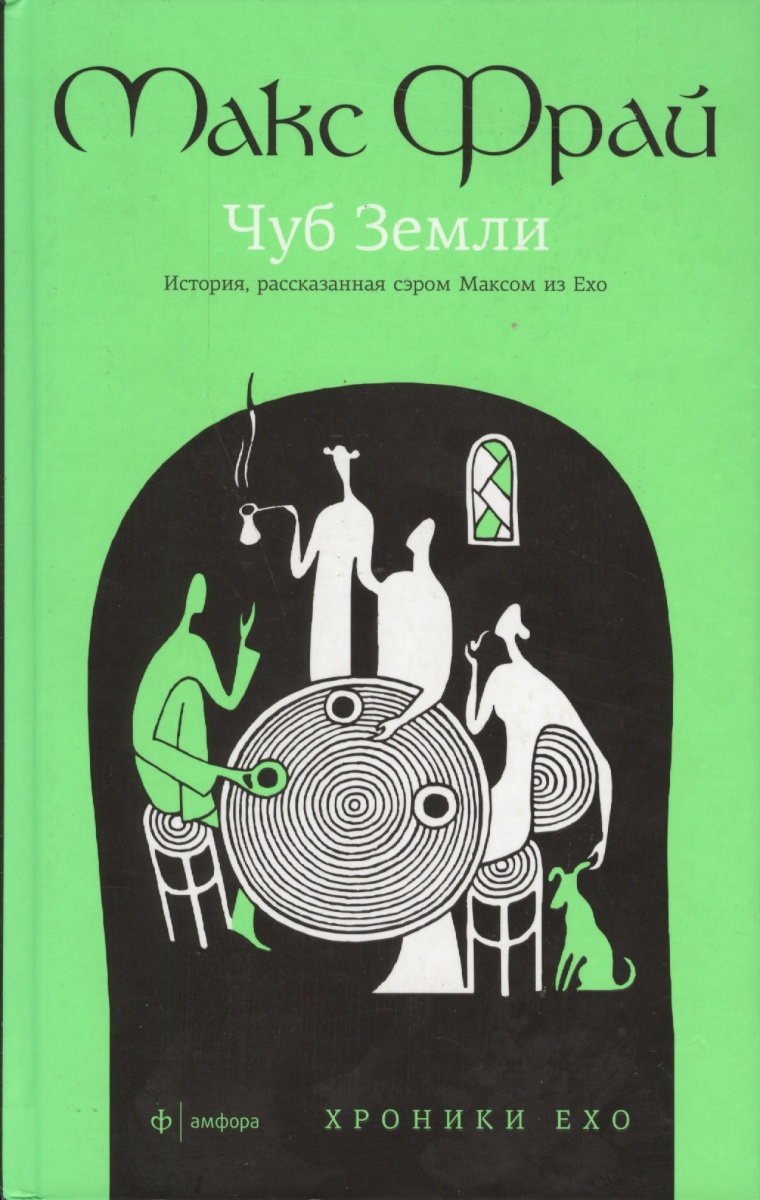 Макс Фрай
Чуб Земли
История, рассказанная сэром Максом из Ехо
ф | амфора
ХРОНИКИ ЕХО